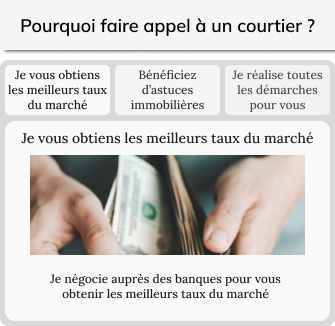 Pourquoi faire appel à un courtier ?
Je vous obtiens
les meilleurs taux
du marché
Bénéficiez
d'astuces
immobilières
Je réalise toutes
les démarches
pour vous
Je vous obtiens les meilleurs taux du marché
Je négocie auprès des banques pour vous
obtenir les meilleurs taux du marché